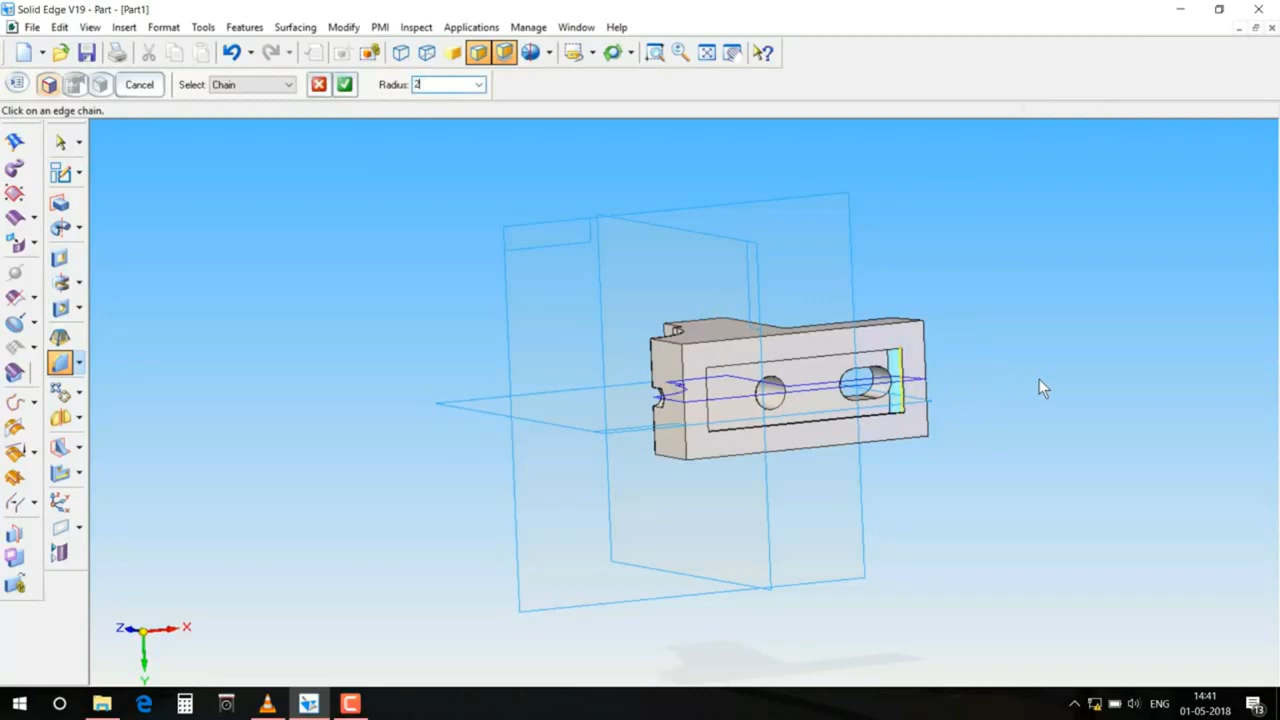 Solid Edge V19 - Part - [Part1]
File Edit View Insert Format Tools Features Surfacing Modify PMI Inspect Applications Manage Window Help
Cancel Select: Chain Radius: 2
Click on an edge chain.
Z X
Y
14:41
ENG
01-05-2018
13